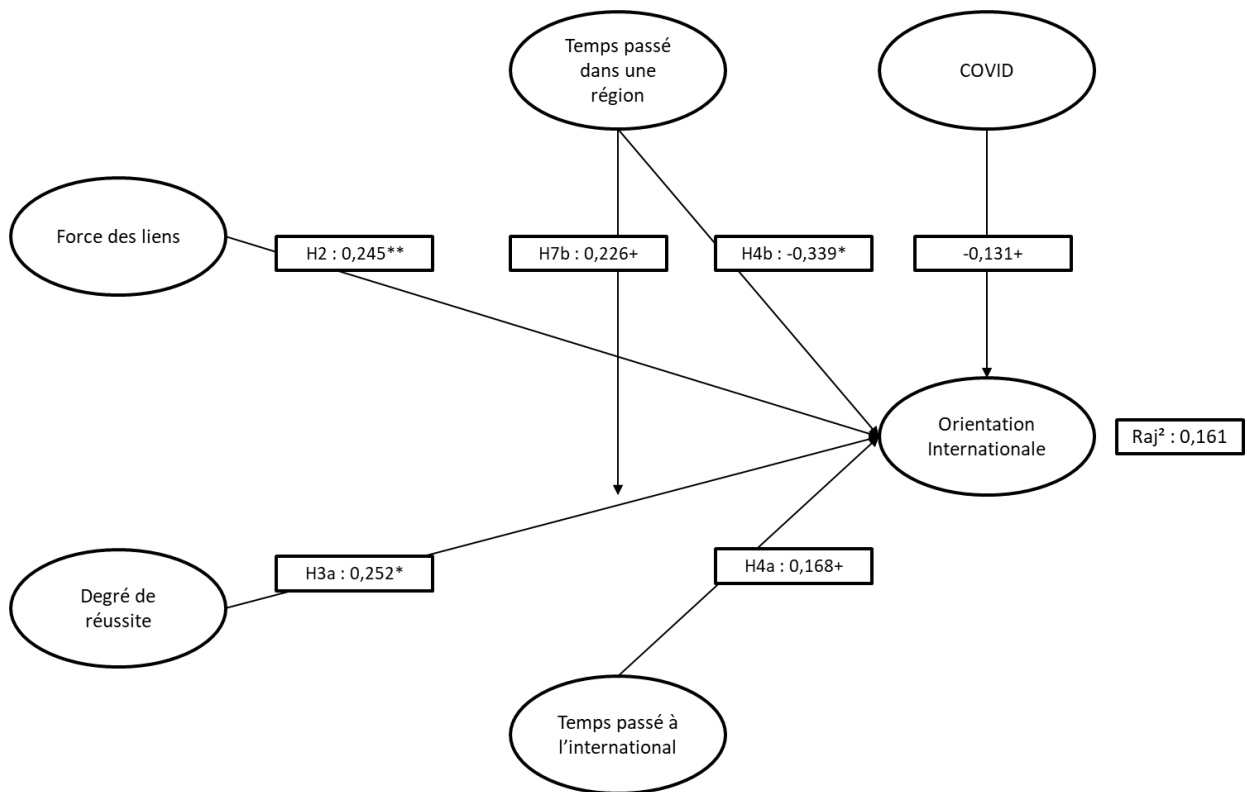 Temps passé
dans une
région
COVID
Force des liens
H2 : 0,245**
H7b : 0,226+
H4b : -0,339*
-0,131+
Orientation
Internationale
Raj² : 0,161
H3a : 0,252*
H4a : 0,168+
Degré de
réussite
Temps passé à
l’international